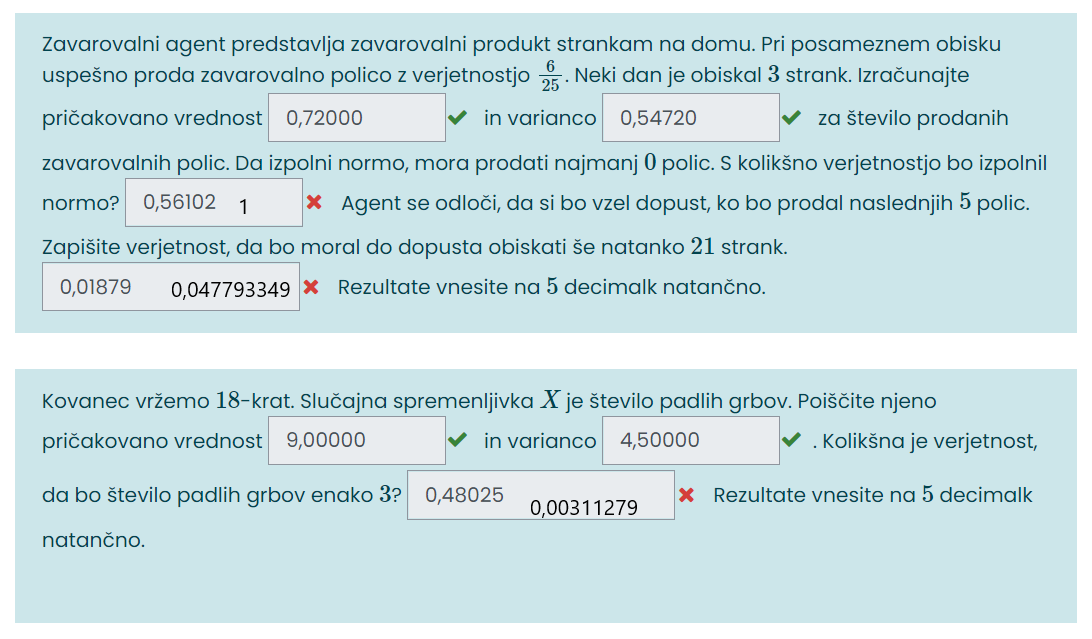 Zavarovalni agent predstavlja zavarovalni produkt strankam na domu. Pri posameznem obisku
uspešno proda zavarovalno polico z verjetnostjo 6/25. Neki dan je obiskal 3 strank. Izračunajte
pričakovano vrednost 0,72000 in varianco 0,54720 za število prodanih
zavarovalnih polic. Da izpolni normo, mora prodati najmanj 0 polic. S kolikšno verjetnostjo bo izpolnil
normo? 0,56102 1 Agent se odloči, da si bo vzel dopust, ko bo prodal naslednjih 5 polic.
Zapišite verjetnost, da bo moral do dopusta obiskati še natanko 21 strank.
0,01879 0,047793349 Rezultate vnesite na 5 decimalk natančno.
Kovanec vržemo 18-krat. Slučajna spremenljivka X je število padlih grbov. Poiščite njeno
pričakovano vrednost 9,00000 in varianco 4,50000 . Kolikšna je verjetnost,
da bo število padlih grbov enako 3? 0,48025 0,00311279 Rezultate vnesite na 5 decimalk
natančno.